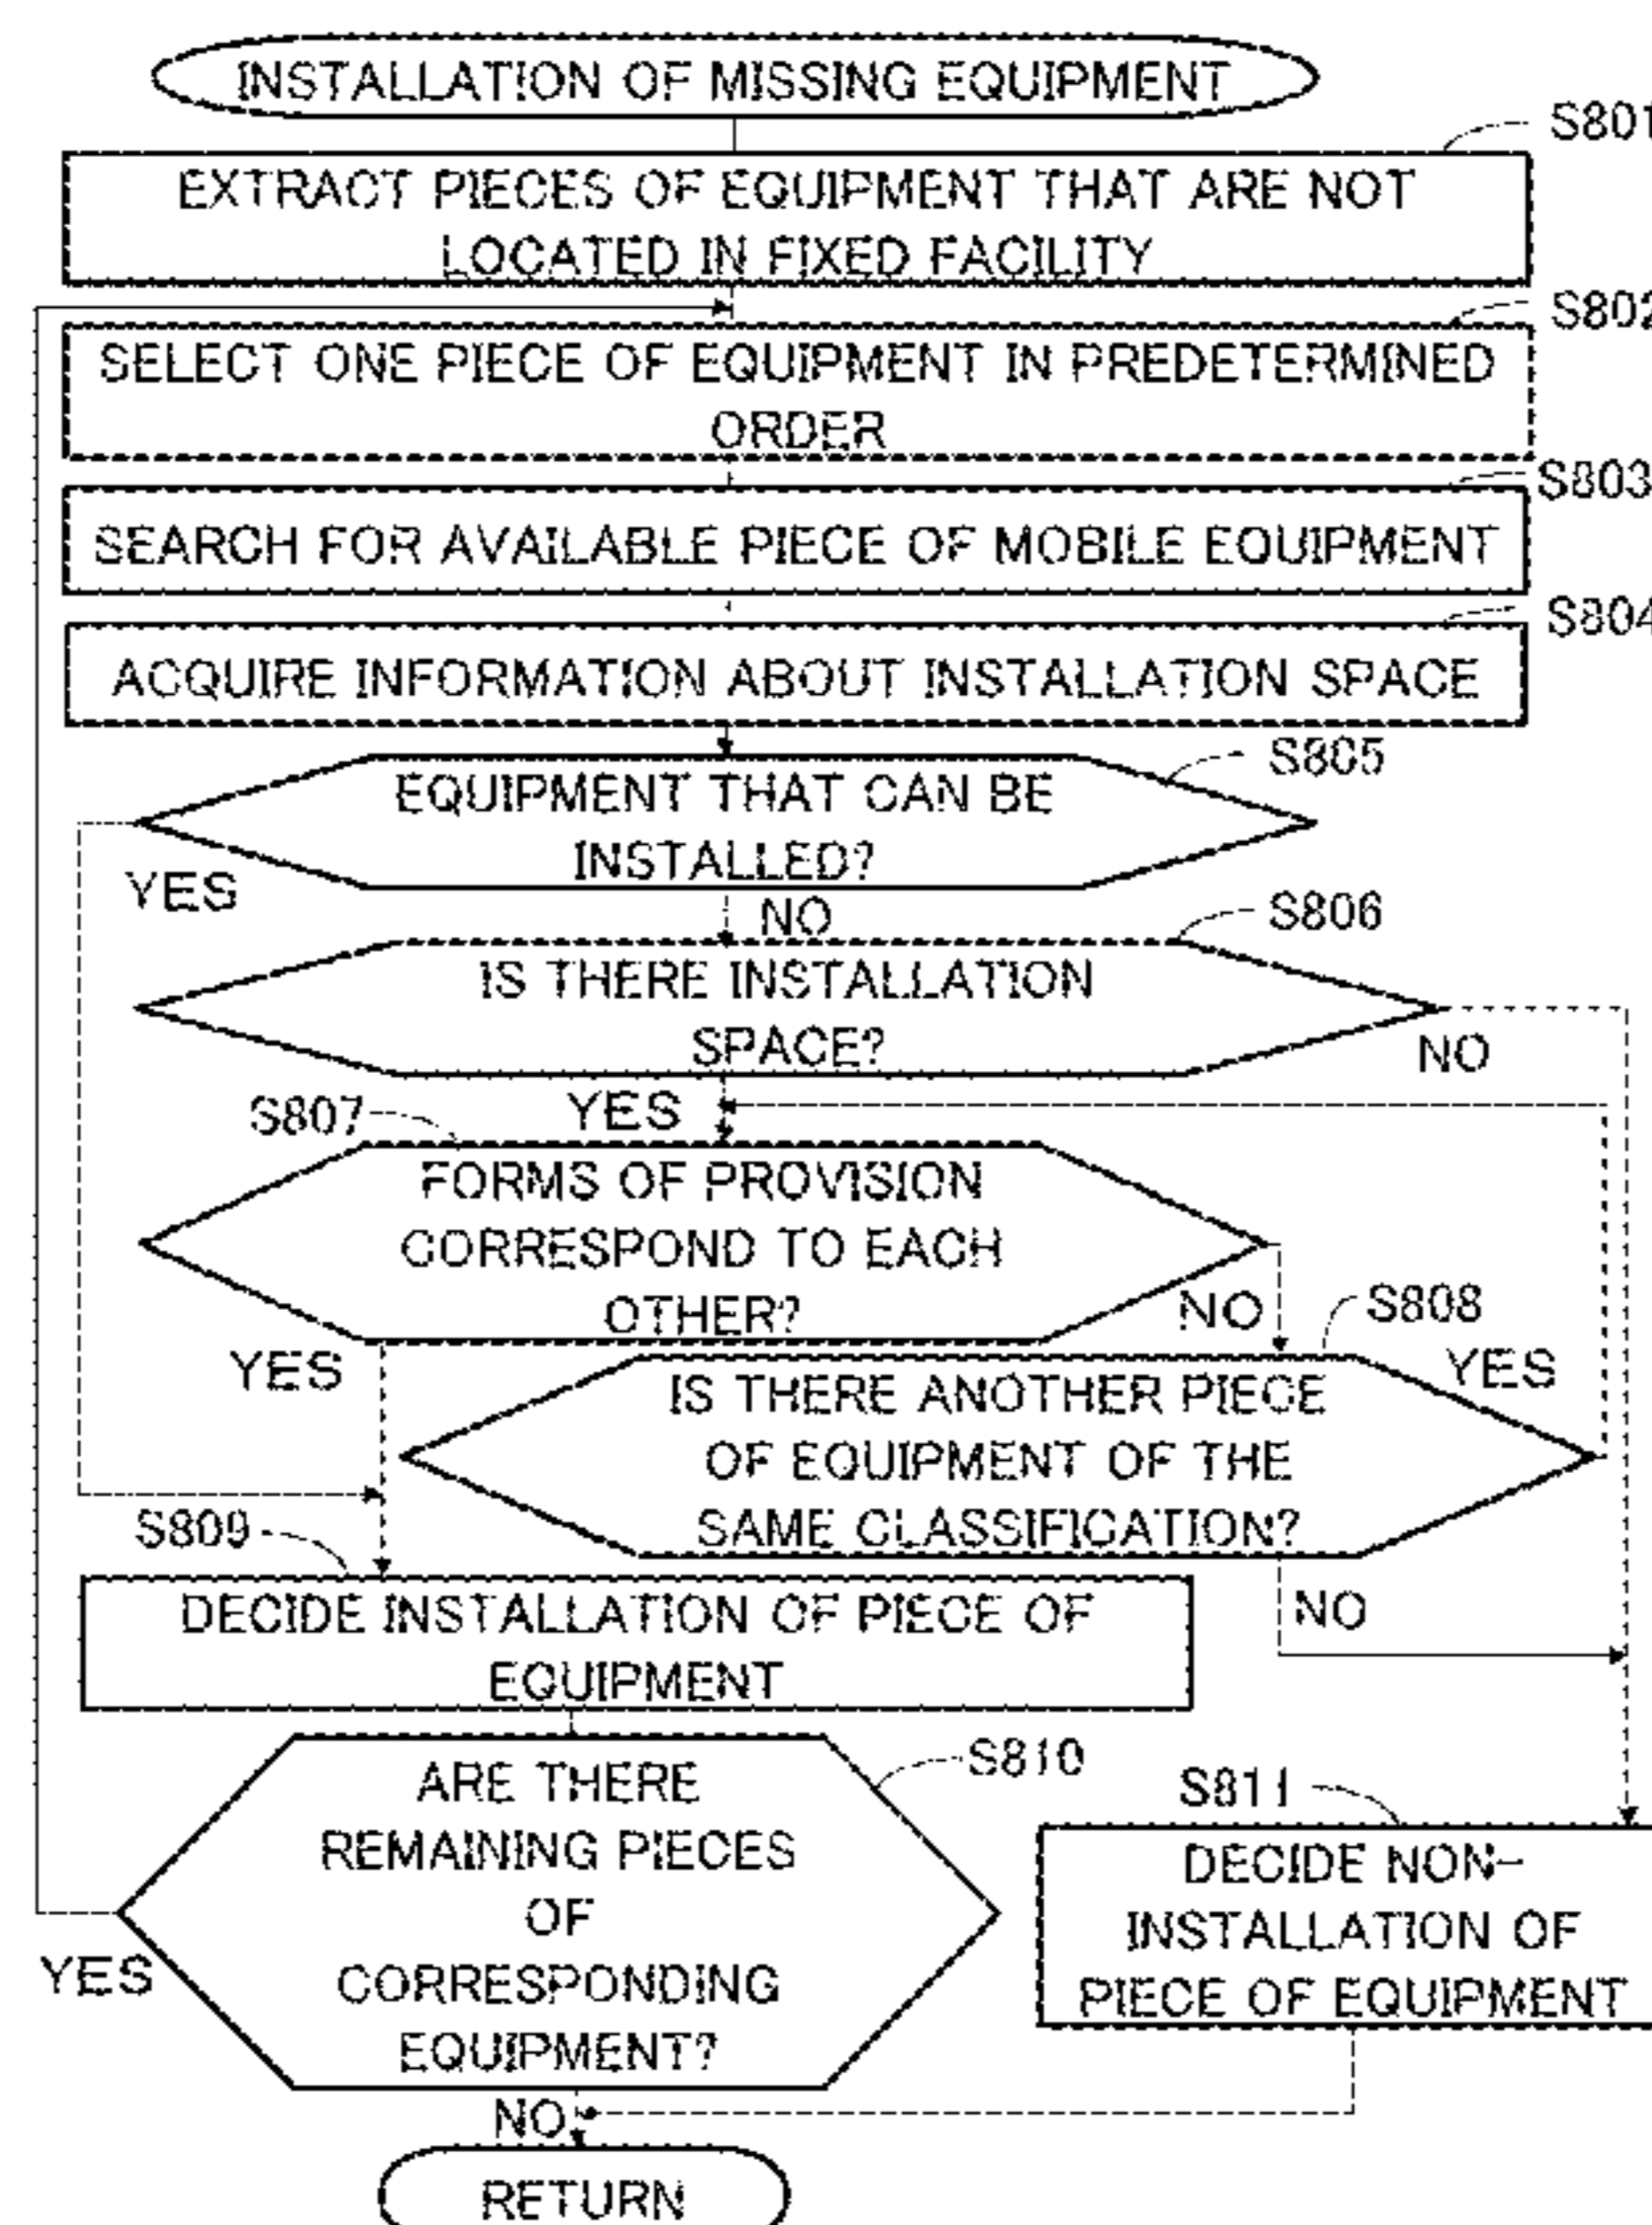 INSTALLATION OF MISSING EQUIPMENT
S801
EXTRACT PIECES OF EQUIPMENT THAT ARE NOT
LOCATED IN FIXED FACILITY
S802
SELECT ONE PIECE OF EQUIPMENT IN PREDETERMINED
ORDER
S803
SEARCH FOR AVAILABLE PIECE OF MOBILE EQUIPMENT
S804
ACQUIRE INFORMATION ABOUT INSTALLATION SPACE
S805
EQUIPMENT THAT CAN BE
INSTALLED?
YES
NO
S806
IS THERE INSTALLATION
SPACE?
NO
YES
S807
FORMS OF PROVISION
CORRESPOND TO EACH
OTHER?
NO
S808
YES
YES
IS THERE ANOTHER PIECE
OF EQUIPMENT OF THE
SAME CLASSIFICATION?
S809
NO
DECIDE INSTALLATION OF PIECE OF
EQUIPMENT
S810
ARE THERE
REMAINING PIECES
OF
CORRESPONDING
EQUIPMENT?
YES
S811
DECIDE NON-
INSTALLATION OF
PIECE OF EQUIPMENT
NO
RETURN